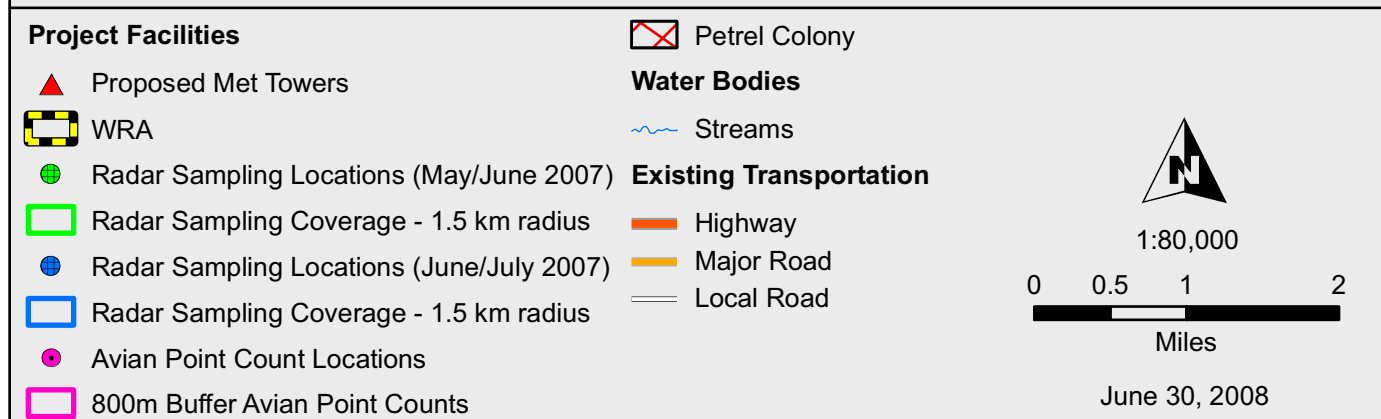 Project Facilities
Proposed Met Towers
WRA
Radar Sampling Locations (May/June 2007)
Radar Sampling Coverage - 1.5 km radius
Radar Sampling Locations (June/July 2007)
Radar Sampling Coverage - 1.5 km radius
Avian Point Count Locations
800m Buffer Avian Point Counts
Petrel Colony
Water Bodies
Streams
Existing Transportation
Highway
Major Road
Local Road
N
1:80,000
0 0.5 1 2
Miles
June 30, 2008